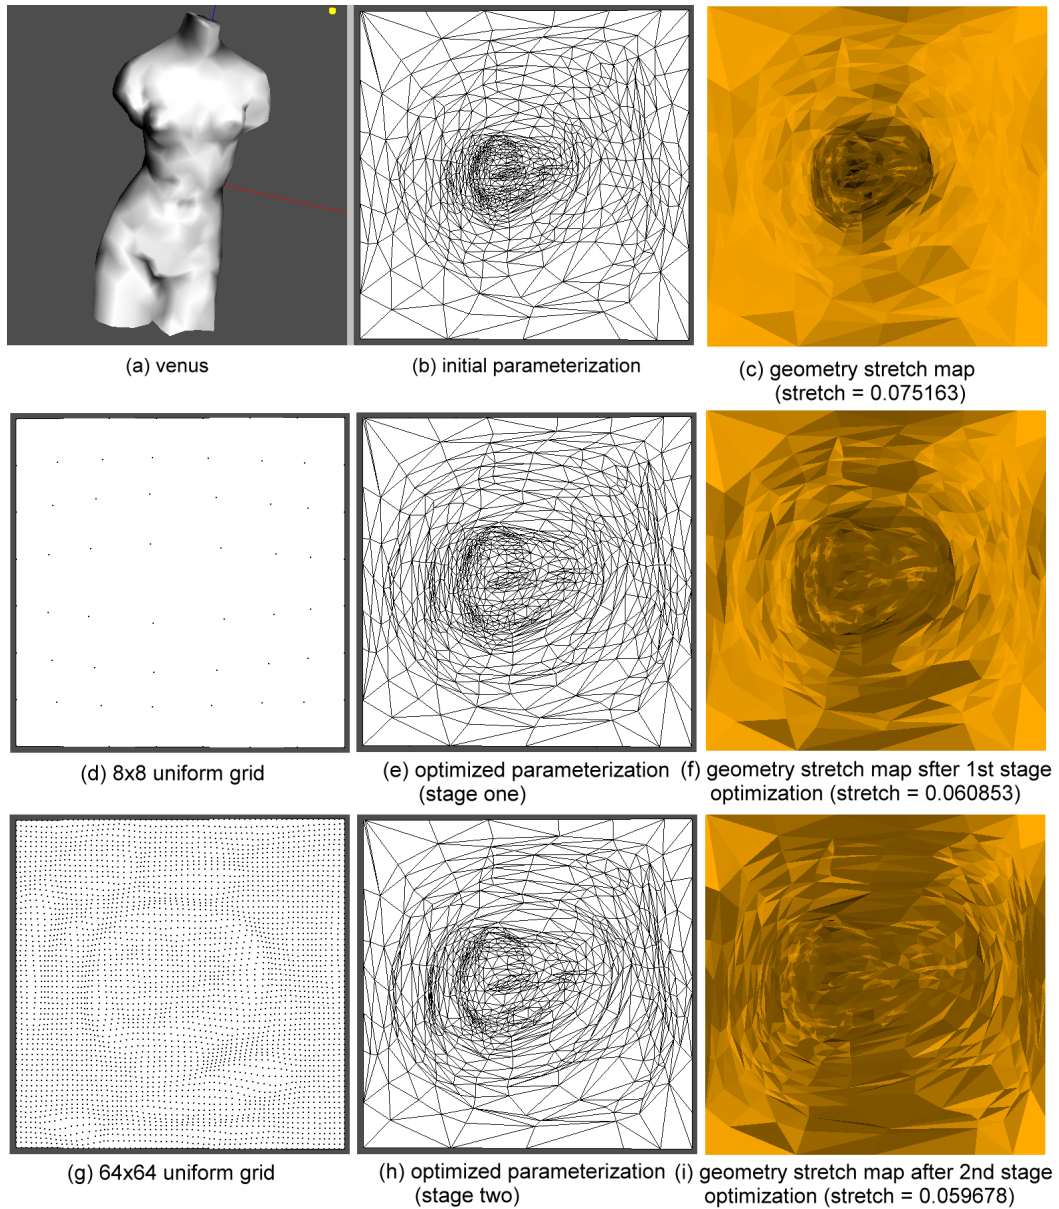 (a) venus
(b) initial parameterization
(c) geometry stretch map
(stretch = 0.075163)
(d) 8x8 uniform grid
(e) optimized parameterization
(stage one)
(f) geometry stretch map sfter 1st stage
optimization (stretch = 0.060853)
(g) 64x64 uniform grid
(h) optimized parameterization
(stage two)
(i) geometry stretch map after 2nd stage
optimization (stretch = 0.059678)